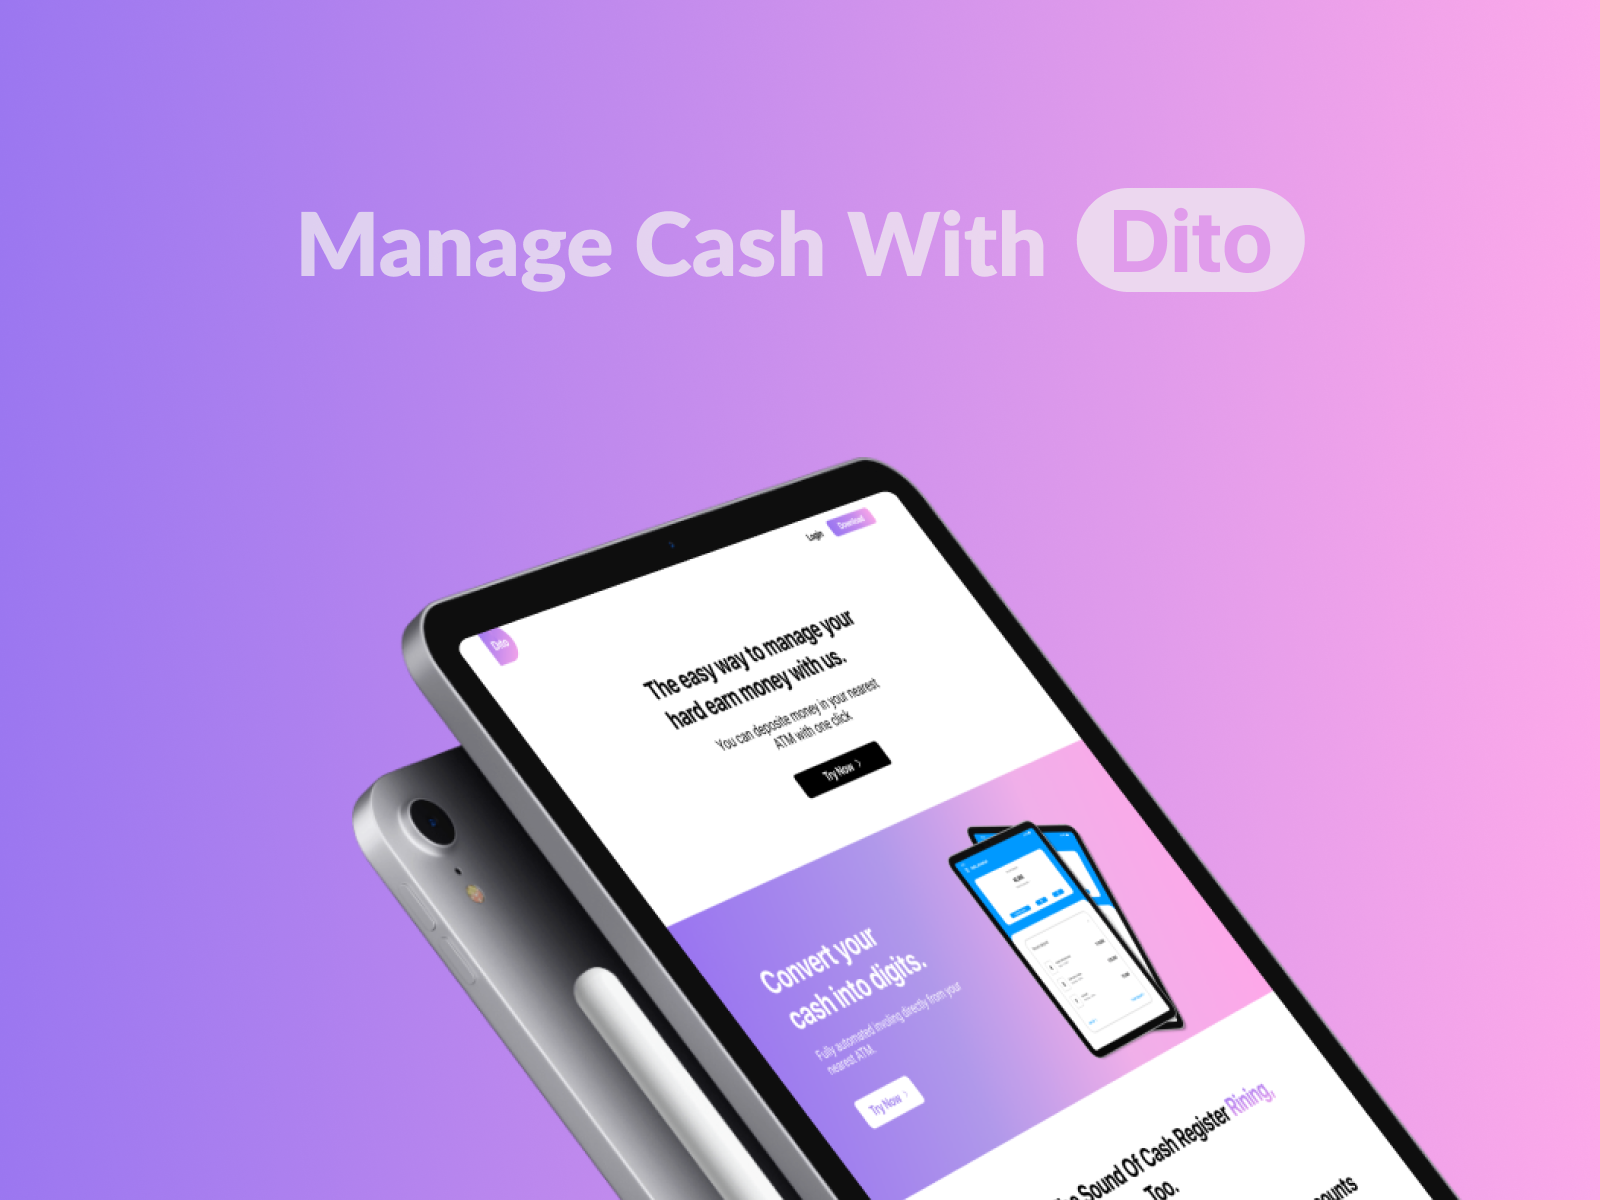 Manage Cash With Dito
Login Download
Dito
The easy way to manage your
hard earn money with us.
You can deposite money in your nearest
ATM with one click
Try Now
Convert your
cash into digits.
Fully automated invoiing directly from your
nearest ATM.
Try Now
Sound Of Cash Register Rining,
Too.